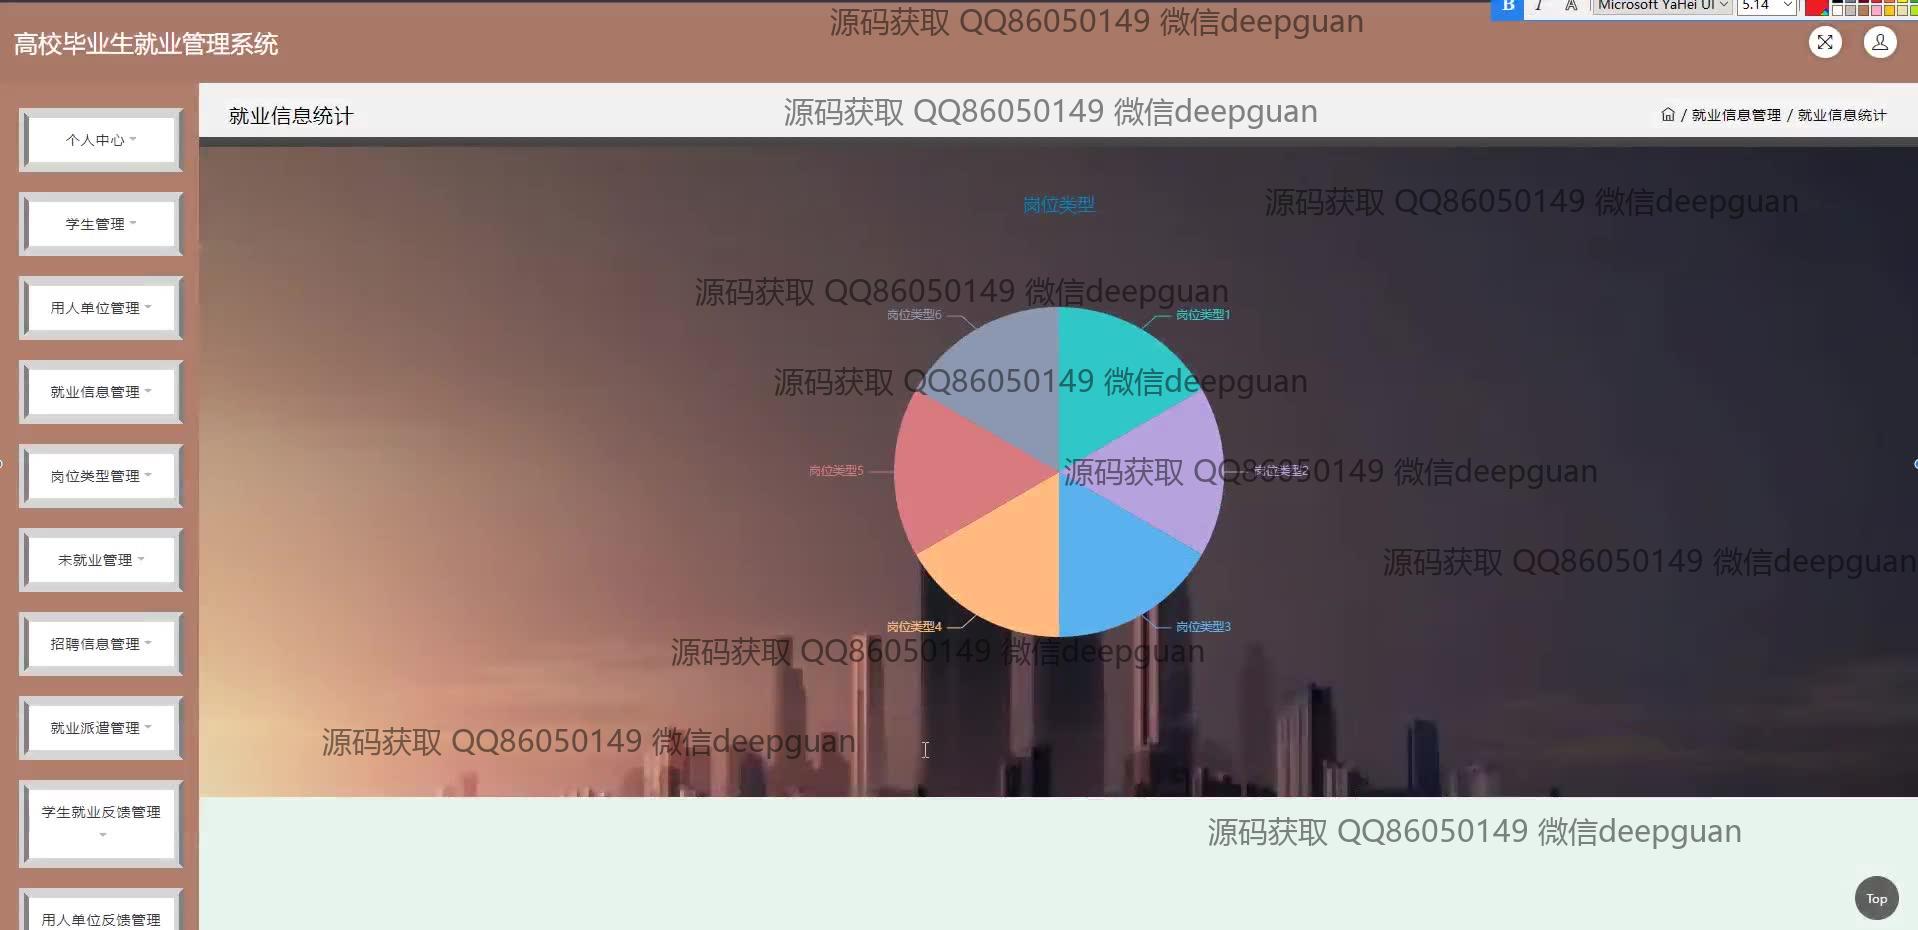 B I A Microsoft YaHei UI 5.14
源码获取 QQ86050149 微信deepguan
高校毕业生就业管理系统
就业信息统计
源码获取 QQ86050149 微信deepguan
/ 就业信息管理 / 就业信息统计
个人中心
学生管理
用人单位管理
就业信息管理
岗位类型管理
未就业管理
招聘信息管理
就业派遣管理
学生就业反馈管理
用人单位反馈管理
岗位类型
源码获取 QQ86050149 微信deepguan
源码获取 QQ86050149 微信deepguan
岗位类型6
岗位类型1
源码获取 QQ86050149 微信deepguan
岗位类型5
源码获取 QQ86050149 微信deepguan
岗位类型2
源码获取 QQ86050149 微信deepguan
岗位类型4
岗位类型3
源码获取 QQ86050149 微信deepguan
源码获取 QQ86050149 微信deepguan
源码获取 QQ86050149 微信deepguan
Top